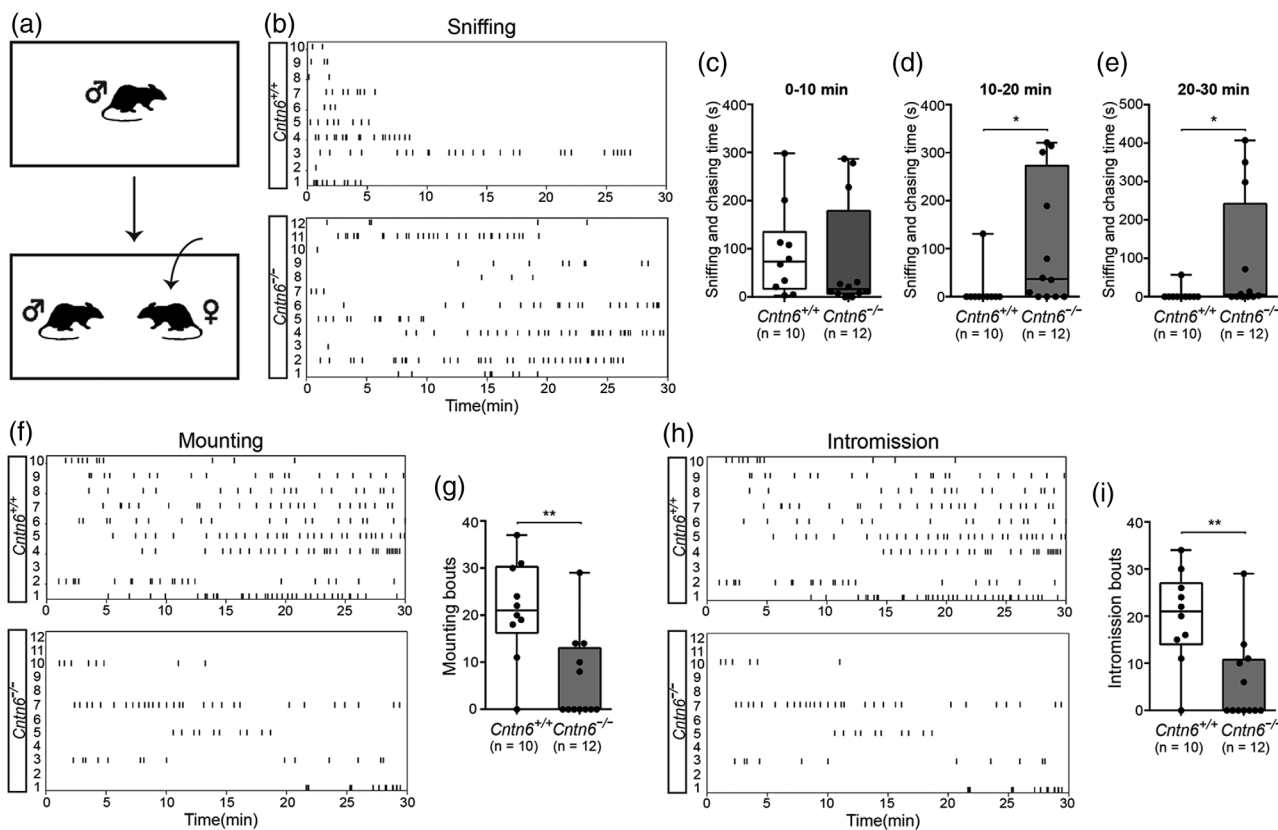 (a)
♂
♂
♀
(b)
Sniffing
Cntn6+/+
10
9
8
7
6
5
4
3
2
1
0 5 10 15 20 25 30
Cntn6−/−
12
11
10
9
8
7
6
5
4
3
2
1
0 5 10 15 20 25 30
Time(min)
(c)
0-10 min
Sniffing and chasing time (s)
400
300
200
100
0
Cntn6+/+ Cntn6−/−
(n = 10) (n = 12)
(d)
10-20 min
*
Sniffing and chasing time (s)
400
300
200
100
0
Cntn6+/+ Cntn6−/−
(n = 10) (n = 12)
(e)
20-30 min
*
Sniffing and chasing time (s)
500
400
300
200
100
0
Cntn6+/+ Cntn6−/−
(n = 10) (n = 12)
(f)
Mounting
Cntn6+/+
10
9
8
7
6
5
4
2
1
0 5 10 15 20 25 30
Cntn6−/−
12
11
10
9
8
7
6
5
4
3
2
1
0 5 10 15 20 25 30
Time(min)
(g)
**
Mounting bouts
40
30
20
10
0
Cntn6+/+ Cntn6−/−
(n = 10) (n = 12)
(h)
Intromission
Cntn6+/+
10
9
8
7
6
5
4
2
1
0 5 10 15 20 25 30
Cntn6−/−
12
11
10
9
8
7
6
5
4
3
2
1
0 5 10 15 20 25 30
Time(min)
(i)
**
Intromission bouts
40
30
20
10
0
Cntn6+/+ Cntn6−/−
(n = 10) (n = 12)